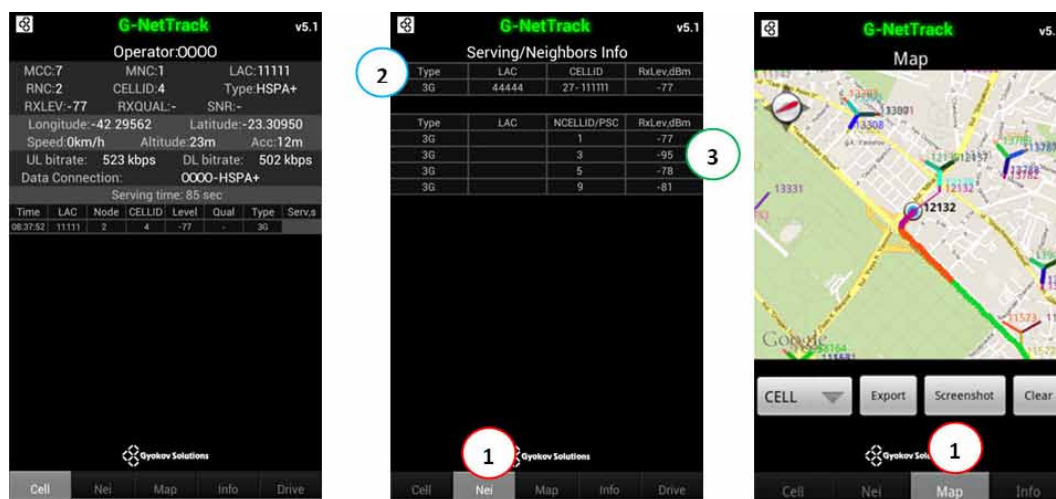 G-NetTrack v5.1
Operator:OOOO
MCC:7 MNC:1 LAC:11111
RNC:2 CELLID:4 Type:HSPA+
RXLEV:-77 RXQUAL:- SNR:-
Longitude:-42.29562 Latitude:-23.30950
Speed:0km/h Altitude:23m Acc:12m
UL bitrate: 523 kbps DL bitrate: 502 kbps
Data Connection: OOOO-HSPA+
Serving time: 85 sec
Time LAC Node CELLID Level Qual Type Serv,s
08:37:52 11111 2 4 -77 - 3G
Gyokov Solutions
Cell Nei Map Info Drive
G-NetTrack v5.1
Serving/Neighbors Info
2
Type LAC CELLID RxLev,dBm
3G 44444 27-111111 -77
Type LAC NCELLID/PSC RxLev,dBm
3G 1 -77
3G 3 -95
3G 5 -78
3G 9 -81
3
1
Gyokov Solutions
Cell Nei Map Info Drive
G-NetTrack v5.
Map
13308
13331
12132
12132
11573
Google
CELL Export Screenshot Clear
1
Gyokov
Cell Nei Map Info